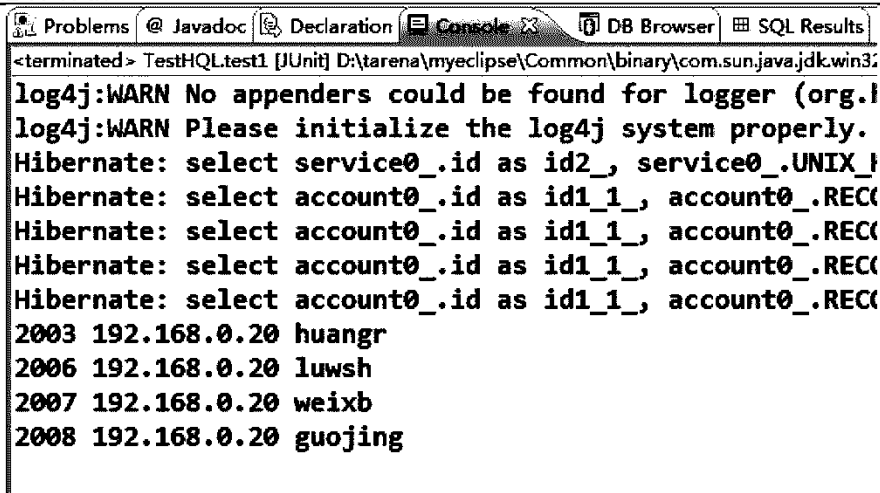 Problems @ Javadoc Declaration Console DB Browser SQL Results
<terminated> TestHQL.test1 [JUnit] D:\tarena\myeclipse\Common\binary\com.sun.java.jdk.win32
log4j:WARN No appenders could be found for logger (org.h
log4j:WARN Please initialize the log4j system properly.
Hibernate: select service0_.id as id2_, service0_.UNIX_H
Hibernate: select account0_.id as id1_1_, account0_.RECO
Hibernate: select account0_.id as id1_1_, account0_.RECO
Hibernate: select account0_.id as id1_1_, account0_.RECO
Hibernate: select account0_.id as id1_1_, account0_.RECO
2003 192.168.0.20 huangr
2006 192.168.0.20 luwsh
2007 192.168.0.20 weixb
2008 192.168.0.20 guojing